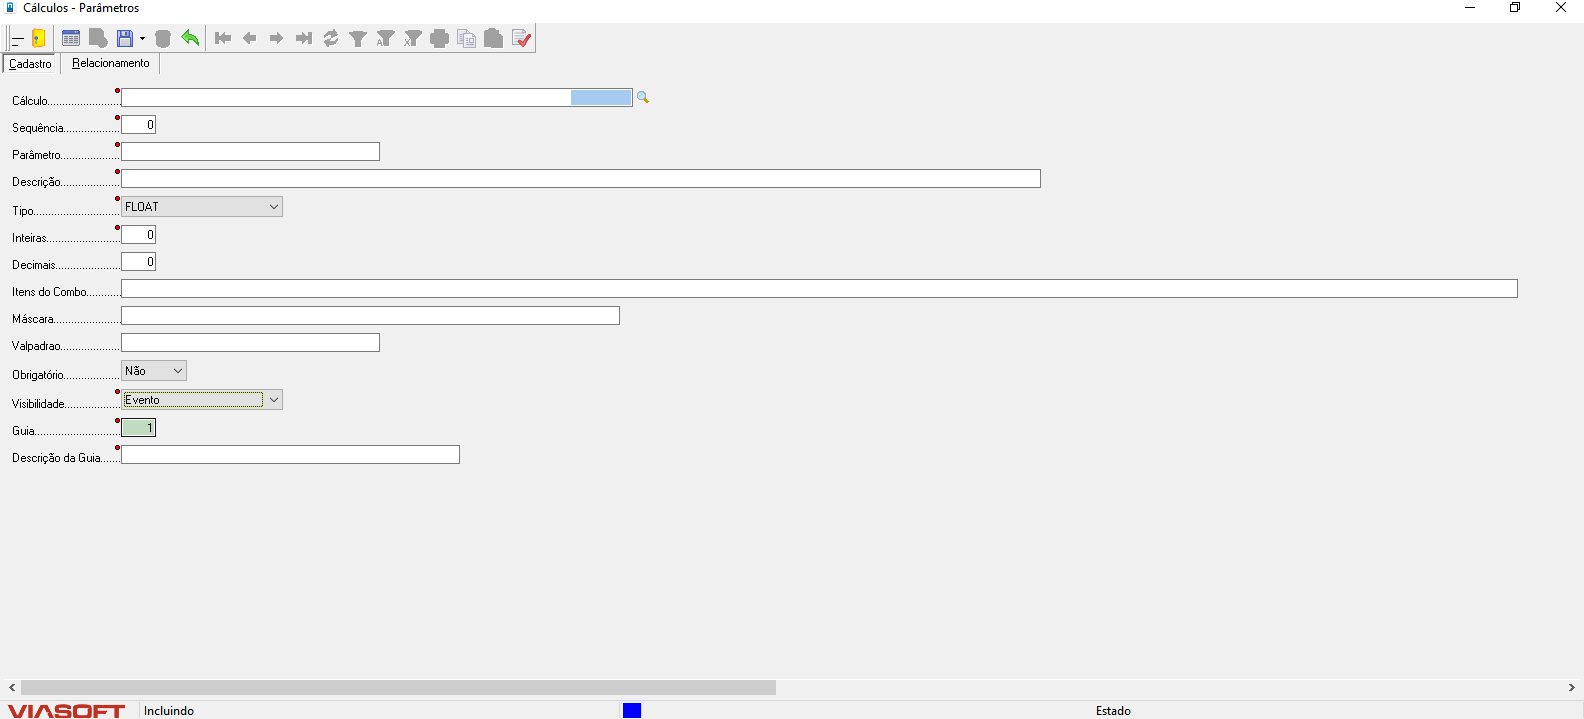 Cálculos - Parâmetros
Cadastro Relacionamento
Cálculo........................
Sequência...................
Parâmetro....................
Descrição....................
Tipo.............................
FLOAT
Inteiras.........................
Decimais......................
Itens do Combo............
Máscara.......................
Valpadrao....................
Obrigatório...................
Não
Visibilidade...................
Evento
Guia.............................
Descrição da Guia.......
0
0
0
1
VIASOFT Incluindo Estado